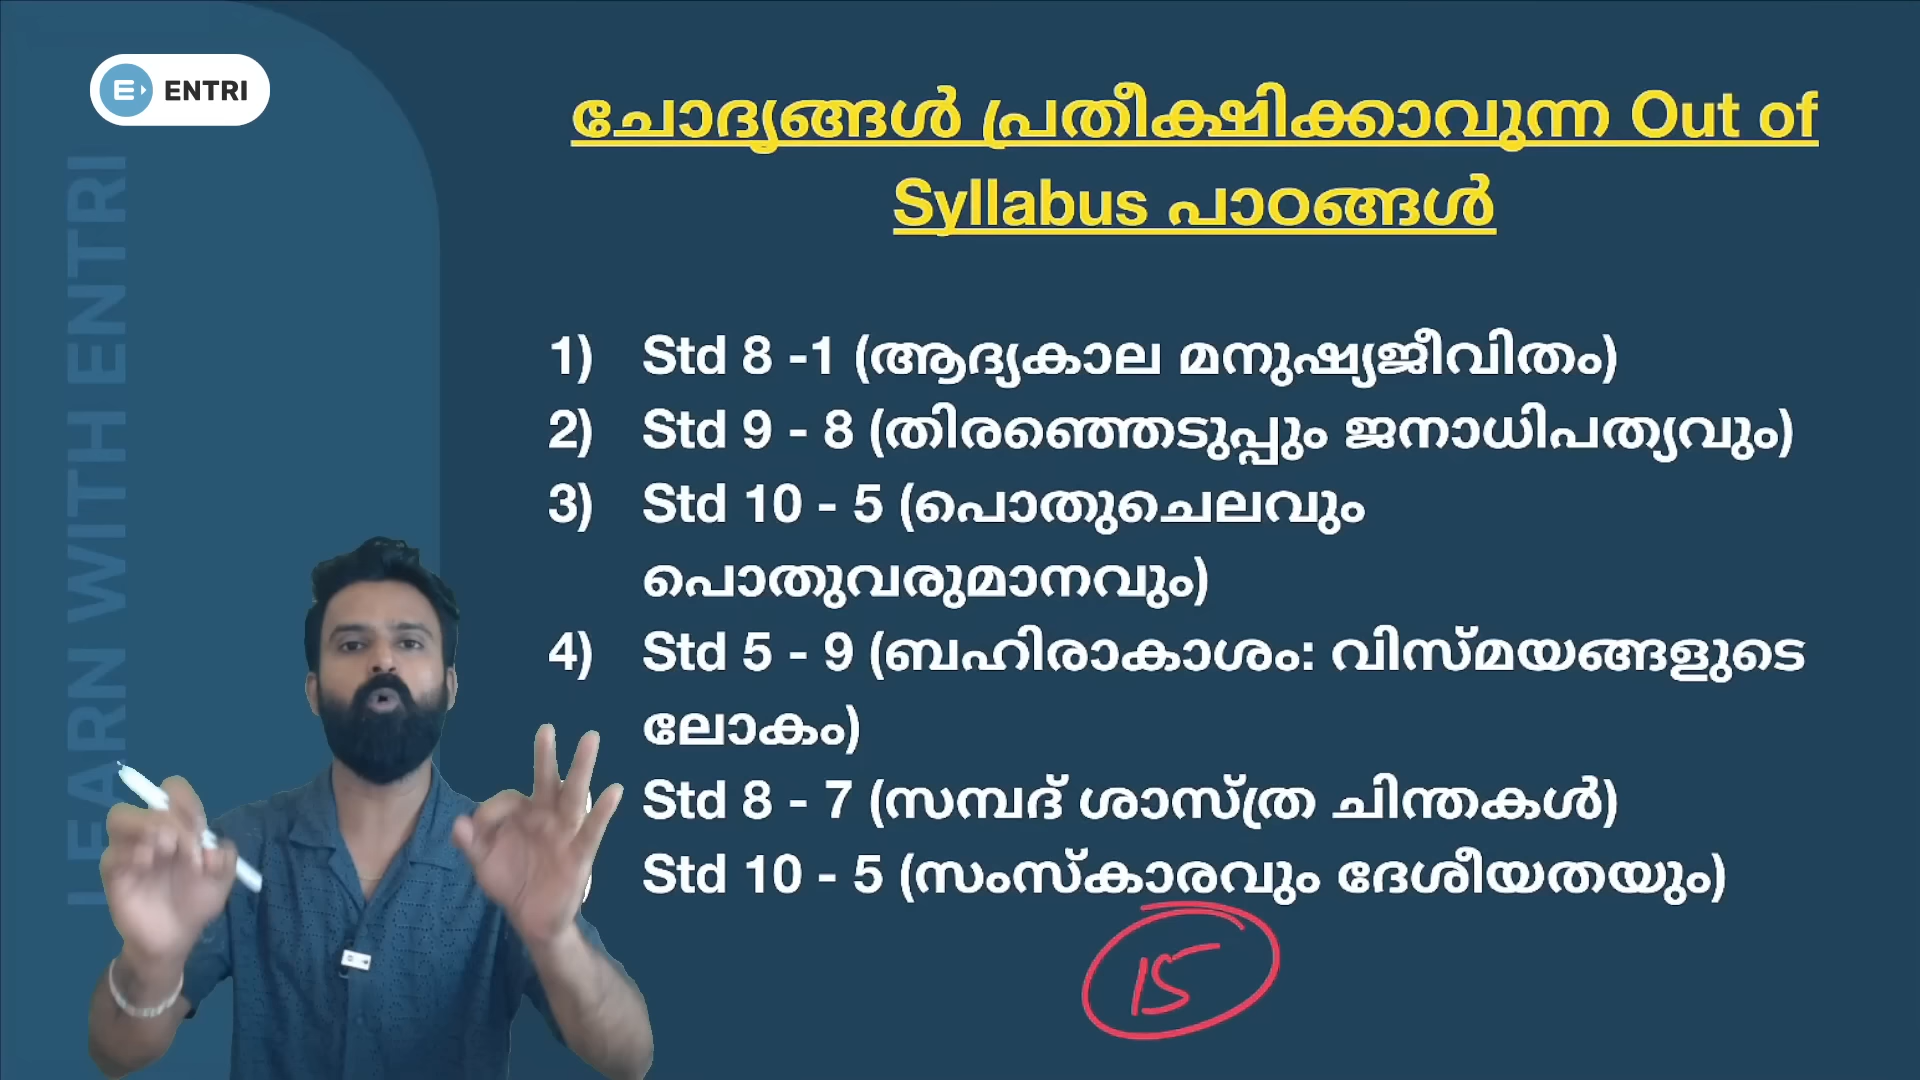 ENTRI
LEARN WITH ENTRI
ചോദ്യങ്ങൾ പ്രതീക്ഷിക്കാവുന്ന Out of
Syllabus പാഠങ്ങൾ
1) Std 8 -1 (ആദ്യകാല മനുഷ്യജീവിതം)
2) Std 9 - 8 (തിരഞ്ഞെടുപ്പും ജനാധിപത്യവും)
3) Std 10 - 5 (പൊതുചെലവും
പൊതുവരുമാനവും)
4) Std 5 - 9 (ബഹിരാകാശം: വിസ്മയങ്ങളുടെ
ലോകം)
) Std 8 - 7 (സമ്പദ് ശാസ്ത്ര ചിന്തകൾ)
) Std 10 - 5 (സംസ്കാരവും ദേശീയതയും)
15